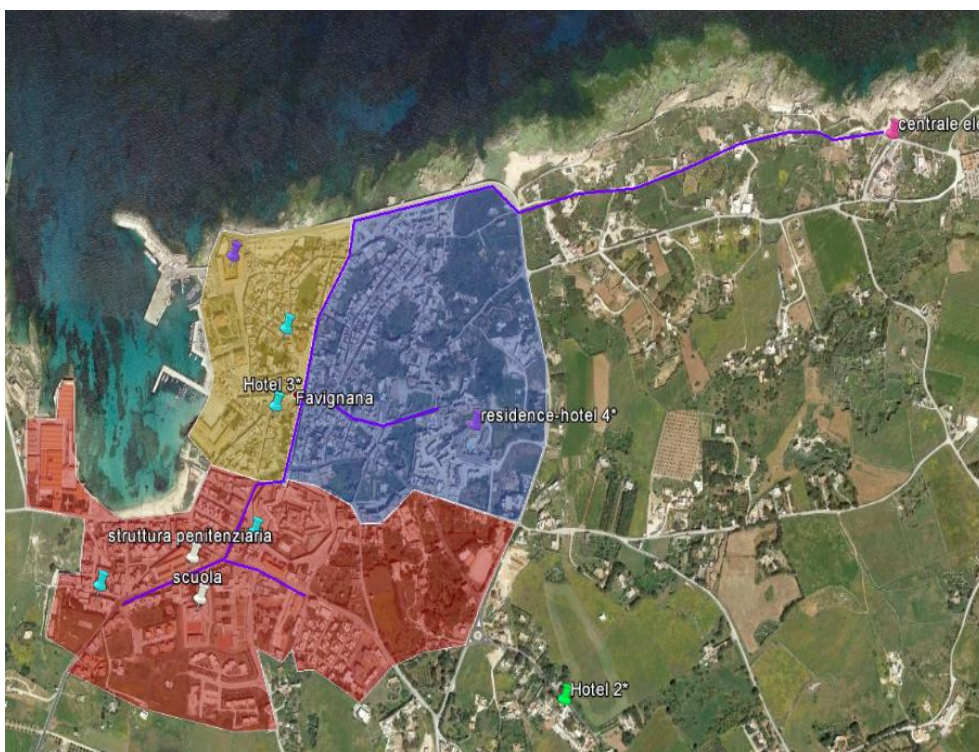 centrale ele
Hotel 3*
Favignana
residence-hotel 4*
struttura penitenziaria
scuola
Hotel 2*